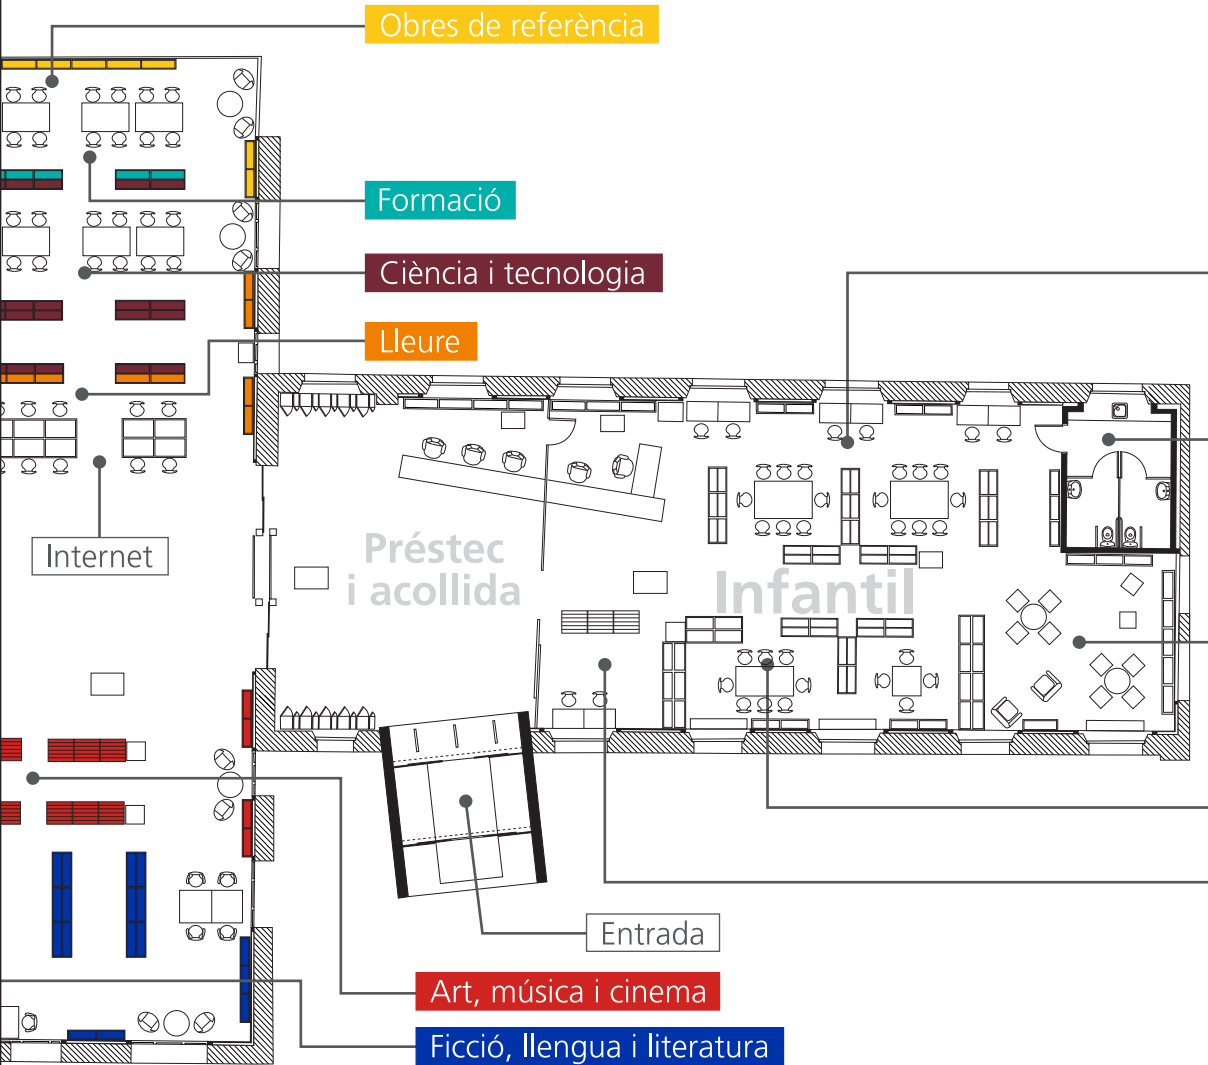 Obres de referència
Formació
Ciència i tecnologia
Lleure
Internet
Préstec
i acollida
Infantil
Entrada
Art, música i cinema
Ficció, llengua i literatura